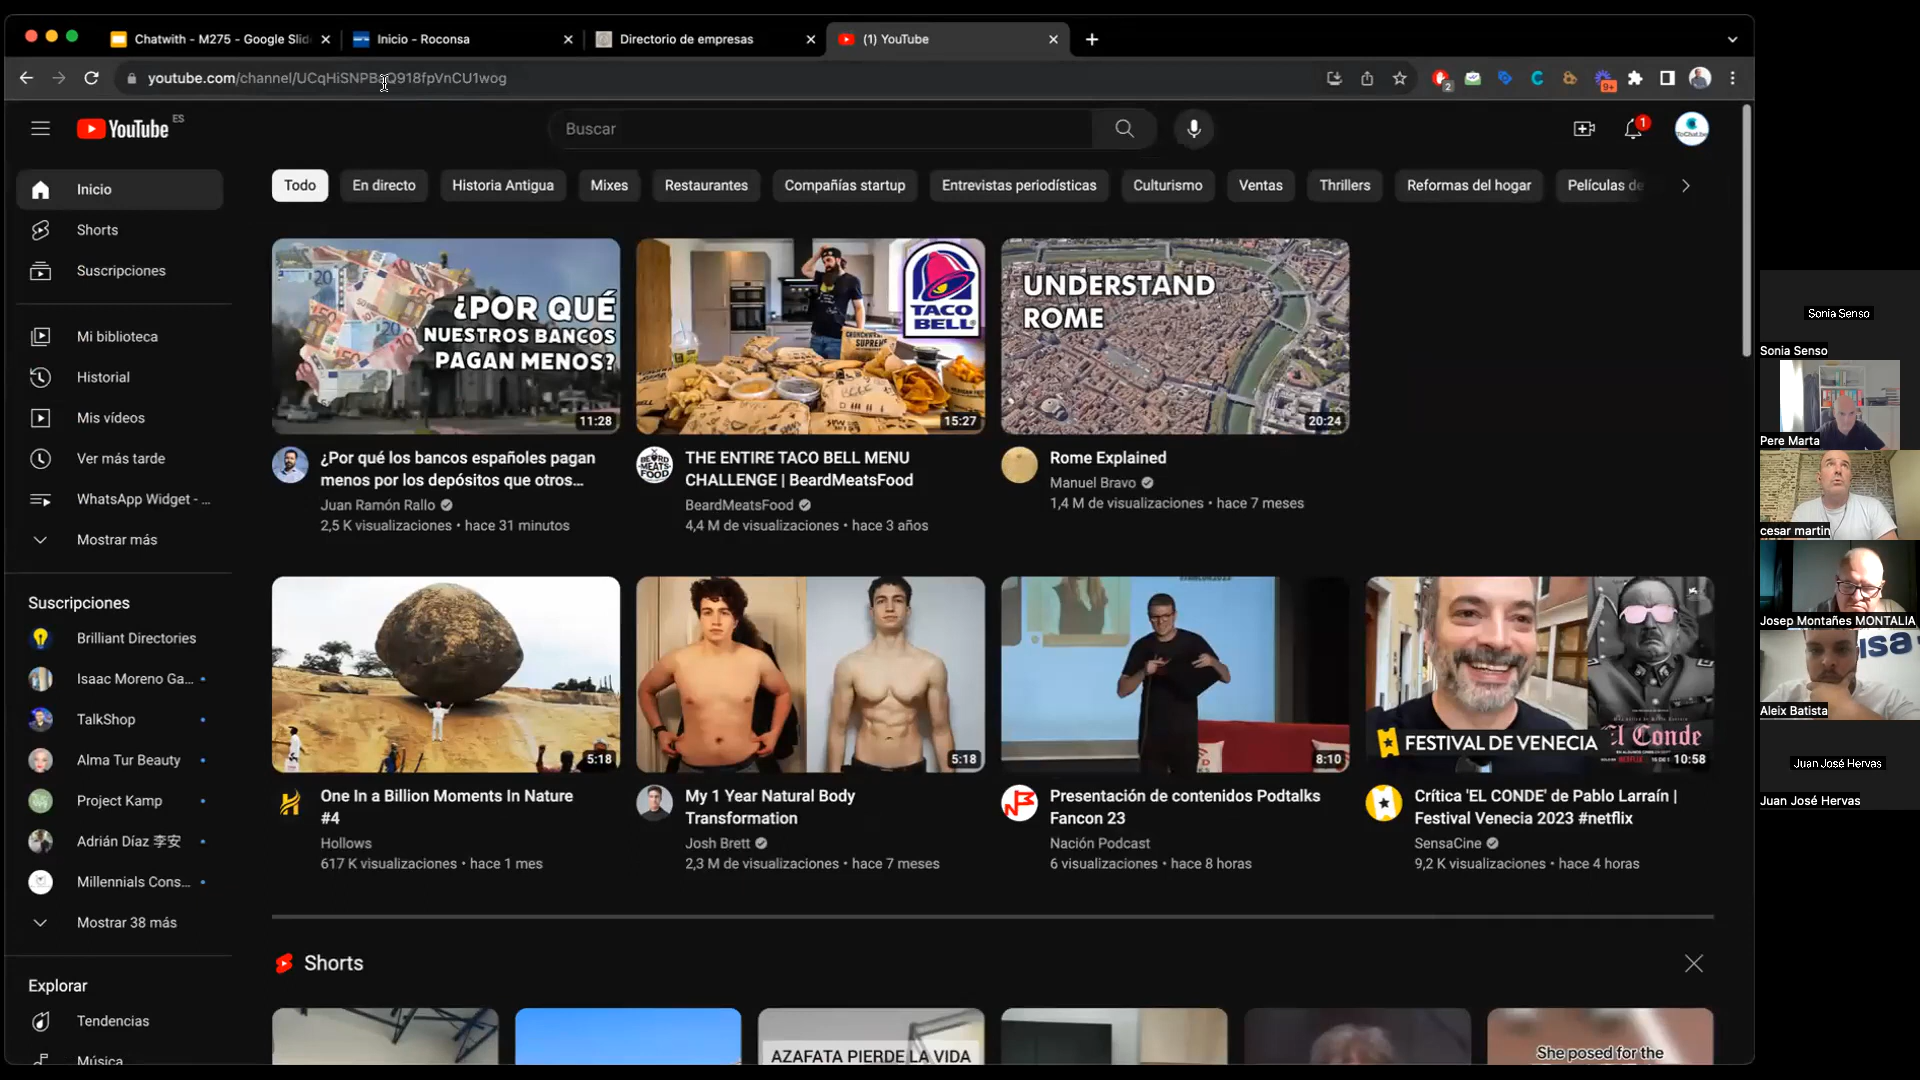 Chatwith - M275 - Google Slid
Inicio - Roconsa
Directorio de empresas
(1) YouTube
youtube.com/channel/
2
9+
YouTube ES
Buscar
1
Inicio
Shorts
Suscripciones
Mi biblioteca
Historial
Mis vídeos
Ver más tarde
WhatsApp Widget - ...
Mostrar más
Suscripciones
Brilliant Directories
Isaac Moreno Ga...
TalkShop
Alma Tur Beauty
Project Kamp
Adrián Díaz 李安
Millennials Cons...
Mostrar 38 más
Explorar
Tendencias
Música
Todo
En directo
Historia Antigua
Mixes
Restaurantes
Compañías startup
Entrevistas periodísticas
Culturismo
Ventas
Thrillers
Reformas del hogar
Películas de
¿POR QUÉ
NUESTROS BANCOS
PAGAN MENOS?
11:28
¿Por qué los bancos españoles pagan
menos por los depósitos que otros...
Juan Ramón Rallo
2,5 K visualizaciones • hace 31 minutos
TACO
BELL
15:27
THE ENTIRE TACO BELL MENU
CHALLENGE | BeardMeatsFood
BeardMeatsFood
4,4 M de visualizaciones • hace 3 años
UNDERSTAND
ROME
20:24
Rome Explained
Manuel Bravo
1,4 M de visualizaciones • hace 7 meses
5:18
One In a Billion Moments In Nature
#4
Hollows
617 K visualizaciones • hace 1 mes
5:18
My 1 Year Natural Body
Transformation
Josh Brett
2,3 M de visualizaciones • hace 7 meses
8:10
Presentación de contenidos Podtalks
Fancon 23
Nación Podcast
6 visualizaciones • hace 8 horas
FESTIVAL DE VENECIA
El Conde
10:58
Crítica 'EL CONDE' de Pablo Larraín |
Festival Venecia 2023 #netflix
SensaCine
9,2 K visualizaciones • hace 4 horas
Shorts
AZAFATA PIERDE LA VIDA
She posed for the
Sonia Senso
Sonia Senso
Pere Marta
cesar martin
Josep Montañes MONTALIA
Aleix Batista
Juan José Hervas
Juan José Hervas